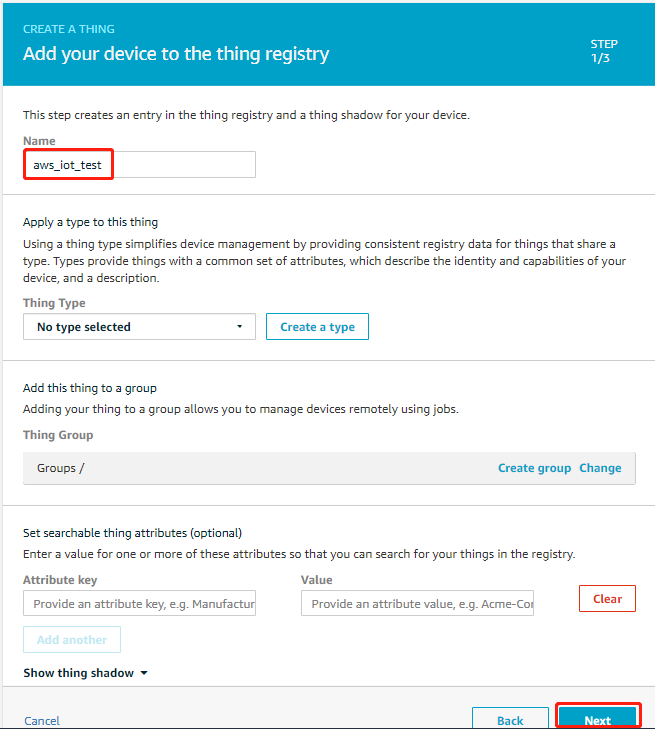 CREATE A THING
Add your device to the thing registry
STEP
1/3
This step creates an entry in the thing registry and a thing shadow for your device.
Name
aws_iot_test
Apply a type to this thing
Using a thing type simplifies device management by providing consistent registry data for things that share a
type. Types provide things with a common set of attributes, which describe the identity and capabilities of your
device, and a description.
Thing Type
No type selected
Create a type
Add this thing to a group
Adding your thing to a group allows you to manage devices remotely using jobs.
Thing Group
Groups /
Create group Change
Set searchable thing attributes (optional)
Enter a value for one or more of these attributes so that you can search for your things in the registry.
Attribute key
Value
Provide an attribute key, e.g. Manufactur
Provide an attribute value, e.g. Acme-Cor
Clear
Add another
Show thing shadow
Cancel
Back
Next